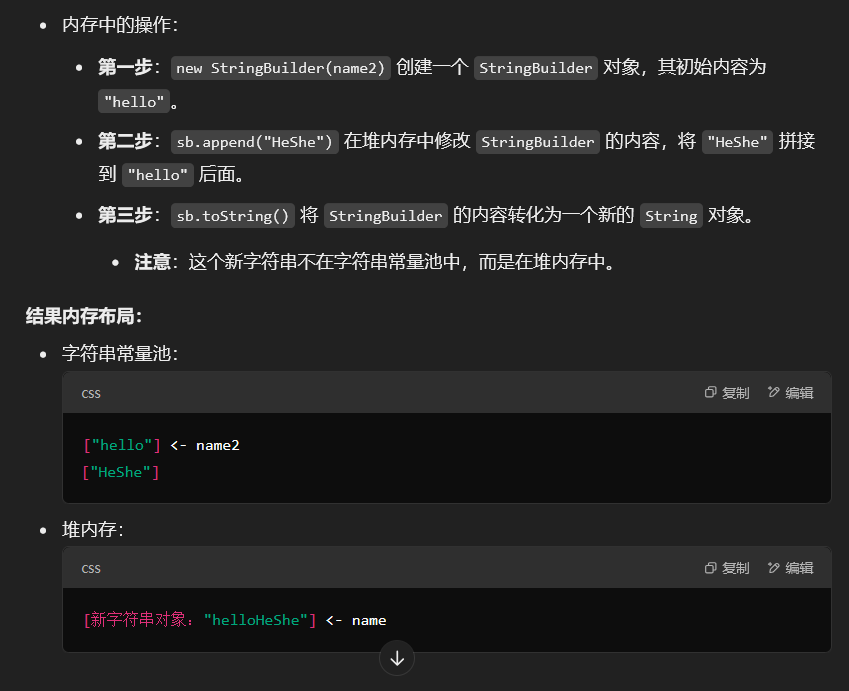 • 内存中的操作：
• 第一步：new StringBuilder(name2) 创建一个 StringBuilder 对象，其初始内容为
"hello"。
• 第二步：sb.append("HeShe") 在堆内存中修改 StringBuilder 的内容，将 "HeShe" 拼接
到 "hello" 后面。
• 第三步：sb.toString() 将 StringBuilder 的内容转化为一个新的 String 对象。
• 注意：这个新字符串不在字符串常量池中，而是在堆内存中。
结果内存布局：
• 字符串常量池：
css 复制 编辑
["hello"] <- name2
["HeShe"]
• 堆内存：
css 复制 编辑
[新字符串对象："helloHeShe"] <- name